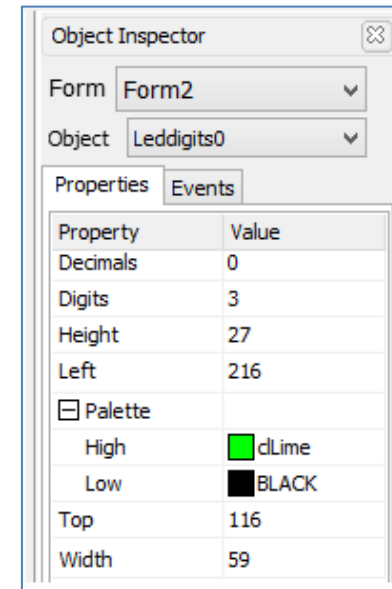 Object Inspector
Form Form2
Object Leddigits0
Properties Events
Property Value
Decimals 0
Digits 3
Height 27
Left 216
Palette
High clLime
Low BLACK
Top 116
Width 59